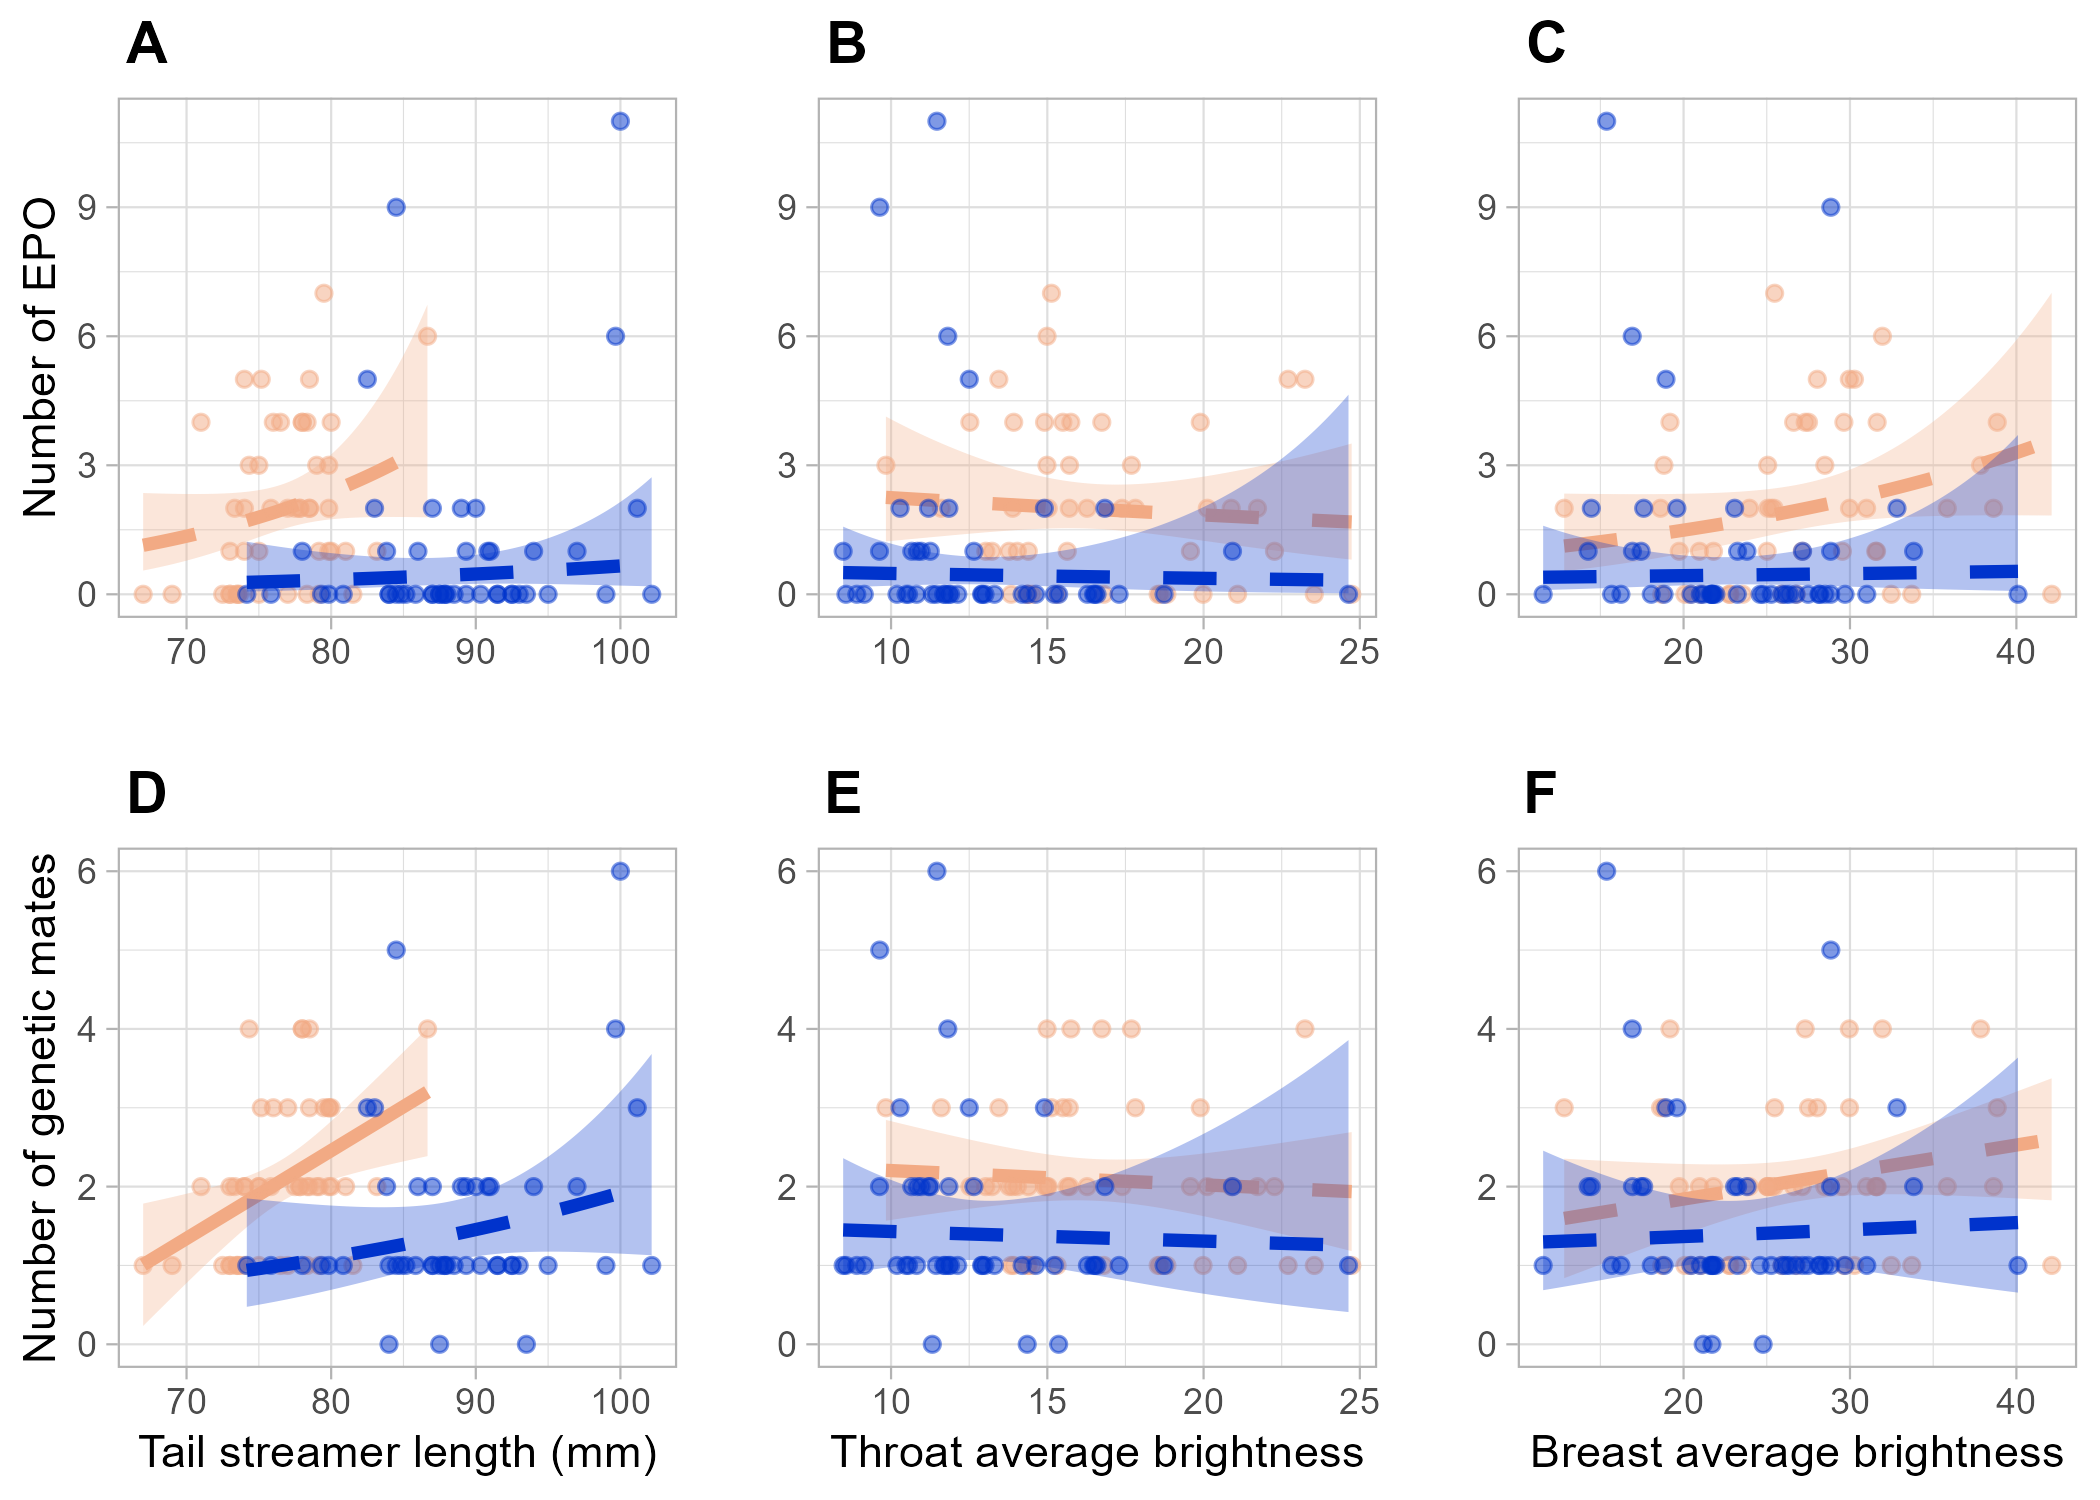 A
B
C
Number of EPO
9
6
3
0
70 80 90 100
9
6
3
0
10 15 20 25
9
6
3
0
20 30 40
D
E
F
Number of genetic mates
6
4
2
0
70 80 90 100
Tail streamer length (mm)
6
4
2
0
10 15 20 25
Throat average brightness
6
4
2
0
20 30 40
Breast average brightness